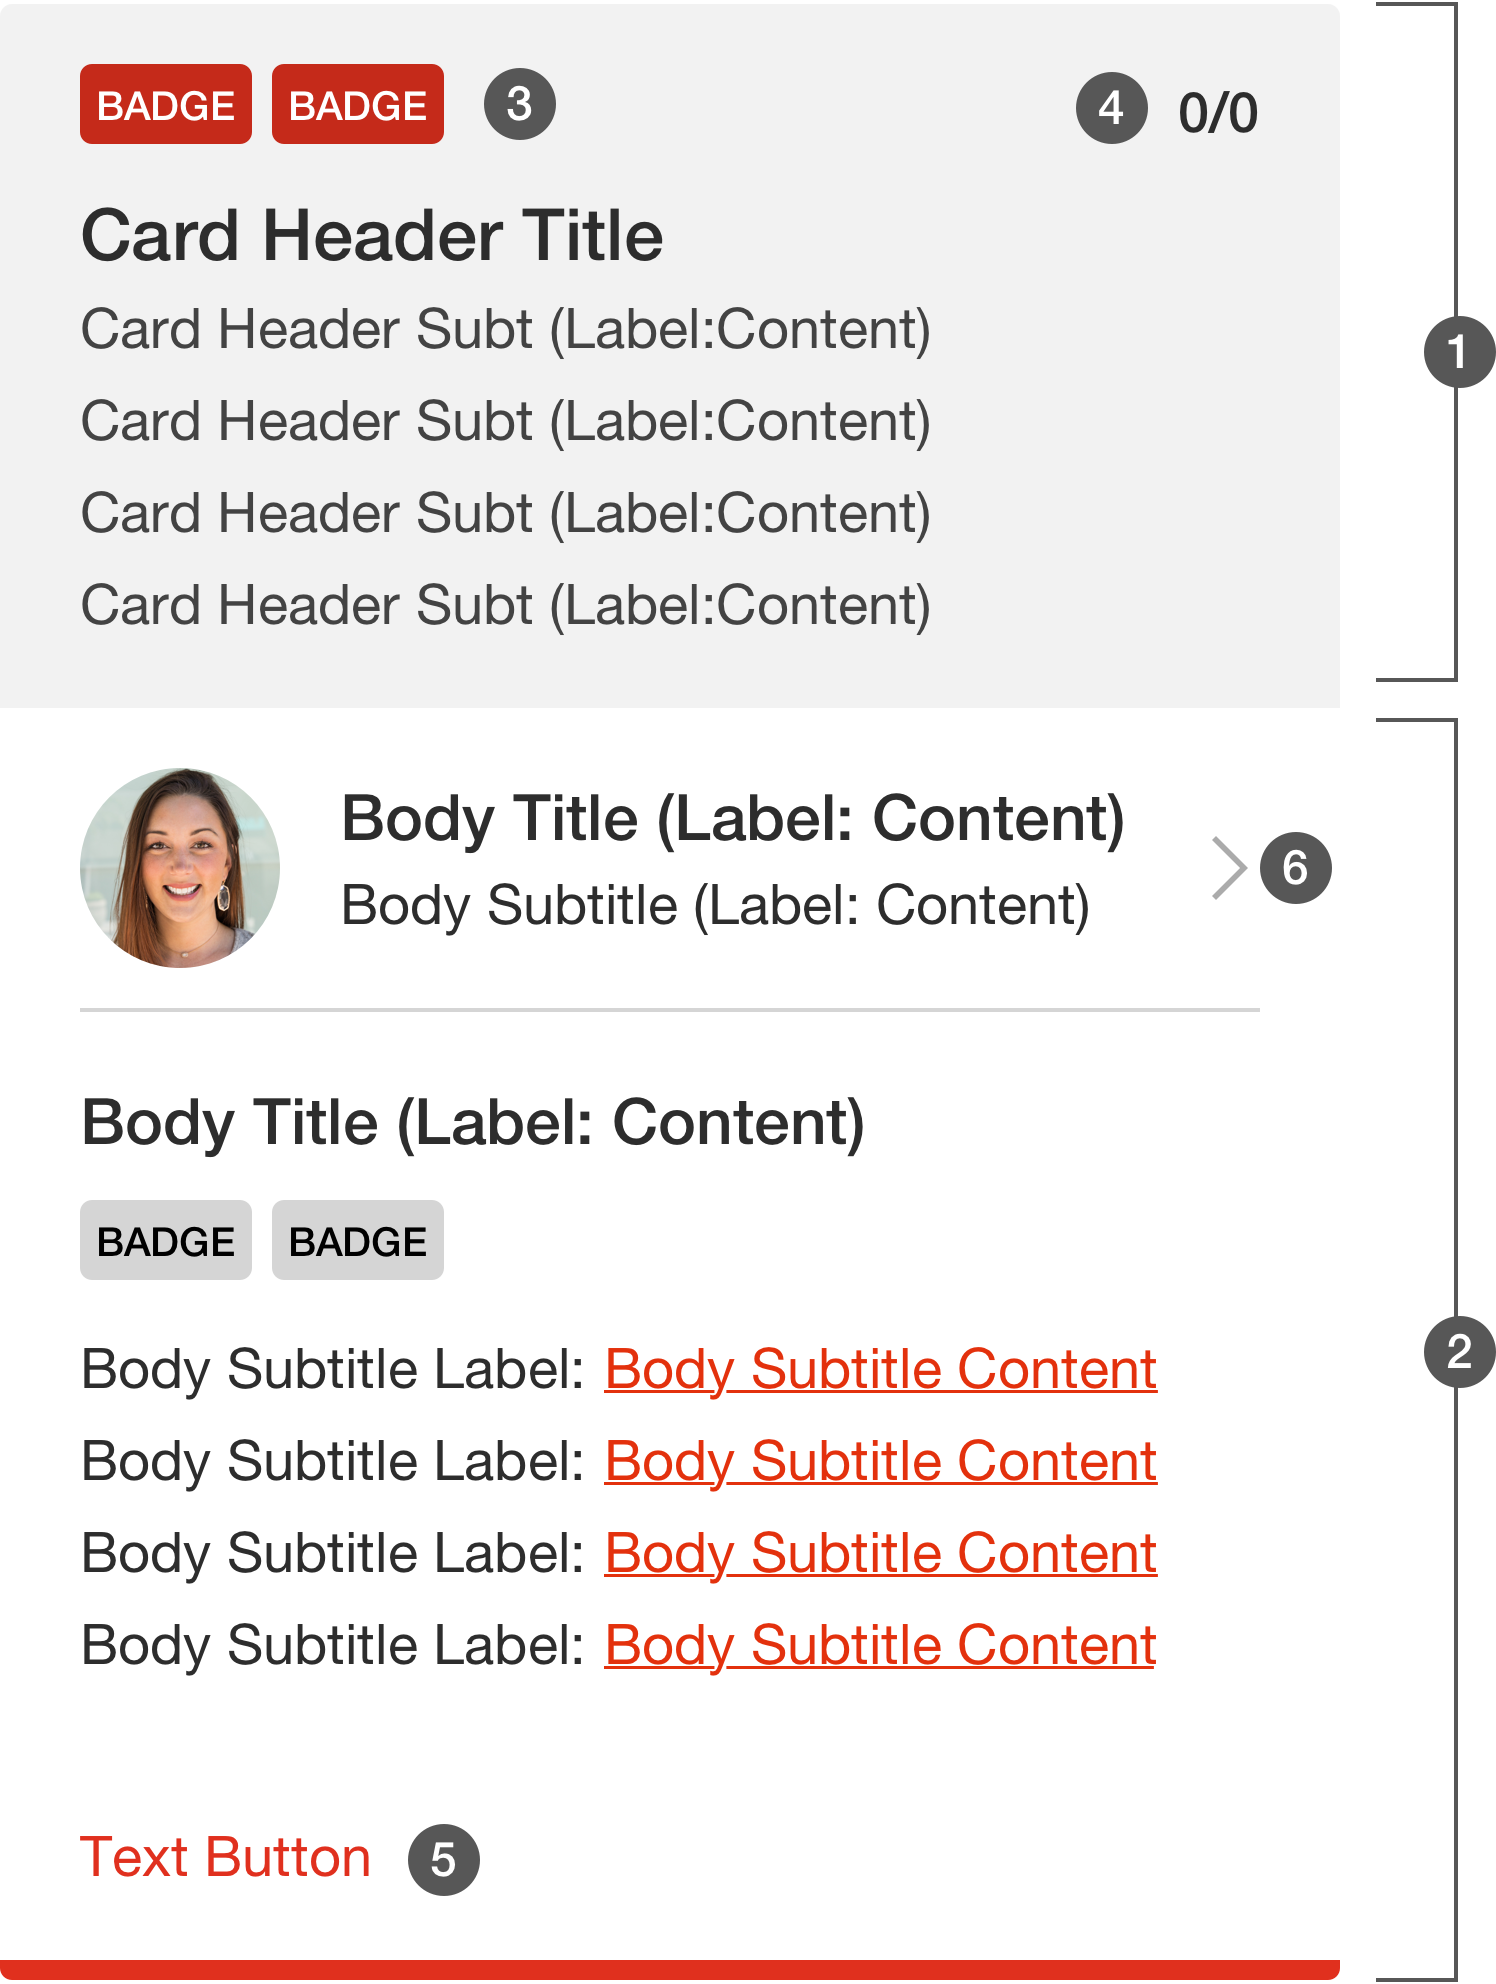 BADGE BADGE 3 4 0/0
Card Header Title
Card Header Subt (Label:Content)
1
Card Header Subt (Label:Content)
Card Header Subt (Label:Content)
Card Header Subt (Label:Content)
Body Title (Label: Content)
6
Body Subtitle (Label: Content)
Body Title (Label: Content)
BADGE BADGE
Body Subtitle Label: Body Subtitle Content
2
Body Subtitle Label: Body Subtitle Content
Body Subtitle Label: Body Subtitle Content
Body Subtitle Label: Body Subtitle Content
Text Button 5